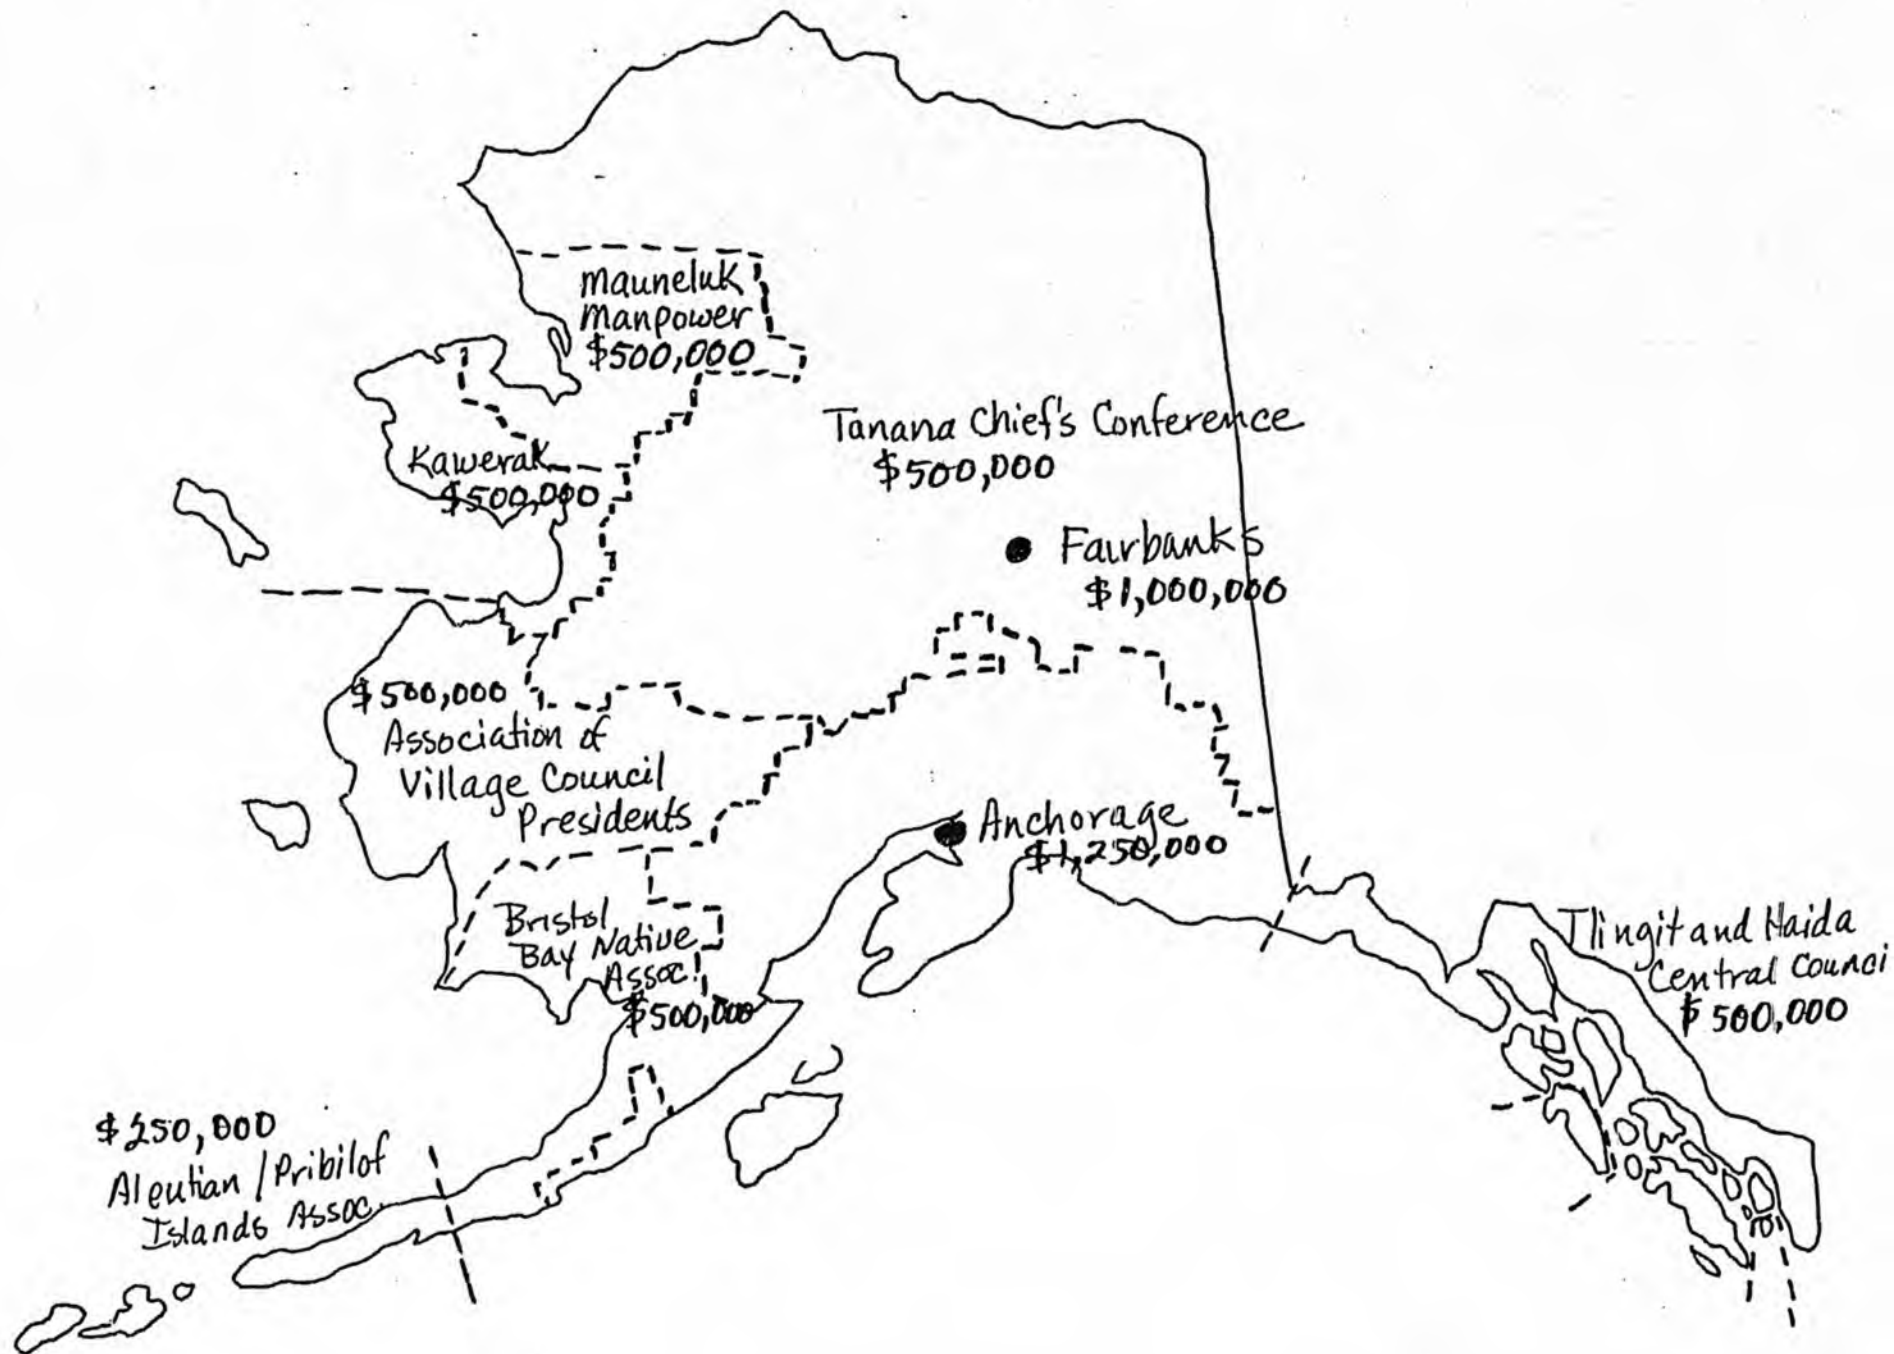 Mauneluk
Manpower
$500,000
Kawerak
$500,000
Tanana Chief's Conference
$500,000
Fairbanks
$1,000,000
$500,000
Association of
Village Council
Presidents
Anchorage
$1,250,000
Bristol
Bay Native
Assoc.
$500,000
Tlingit and Haida
Central Counci
$500,000
$250,000
Aleutian/Pribilof
Islands Assoc.